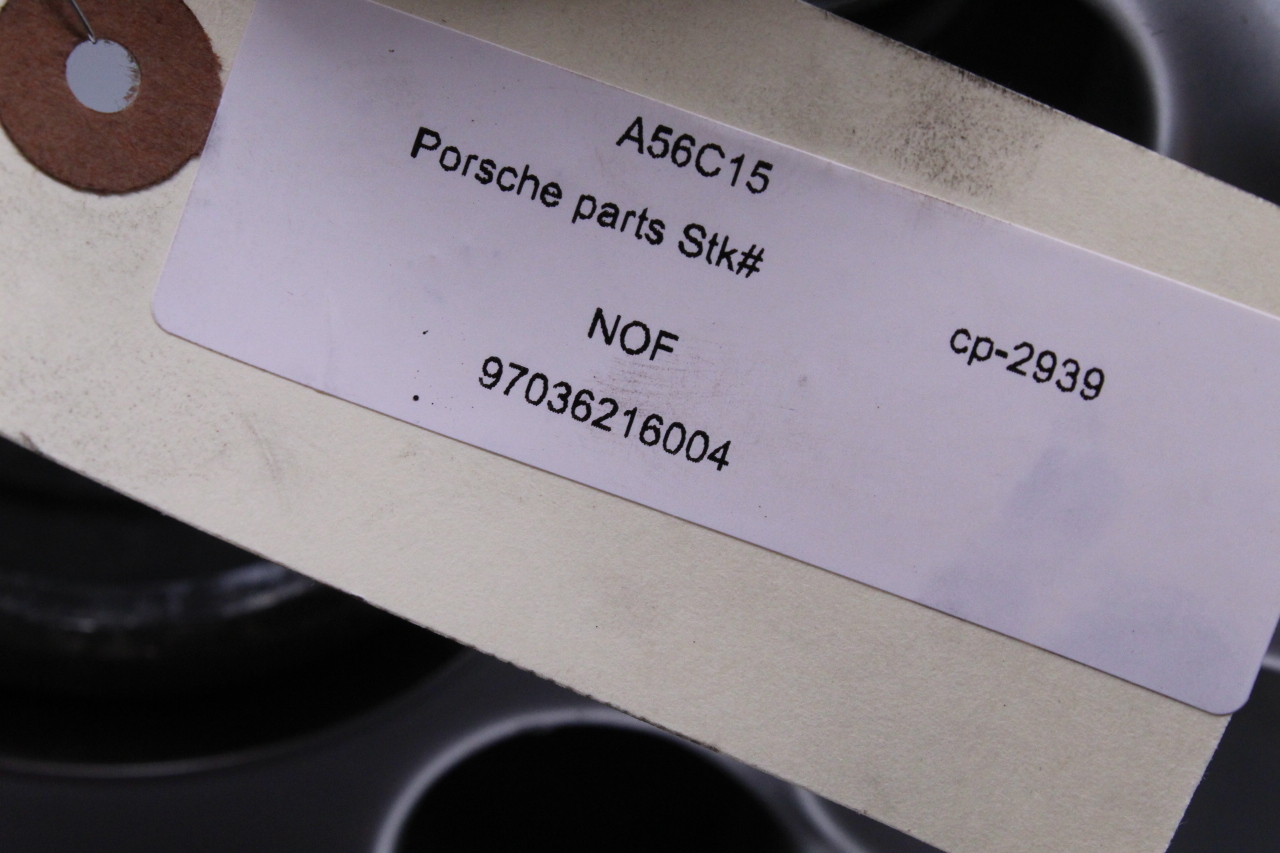 A56C15
Porsche parts Stk#
NOF
cp-2939
97036216004